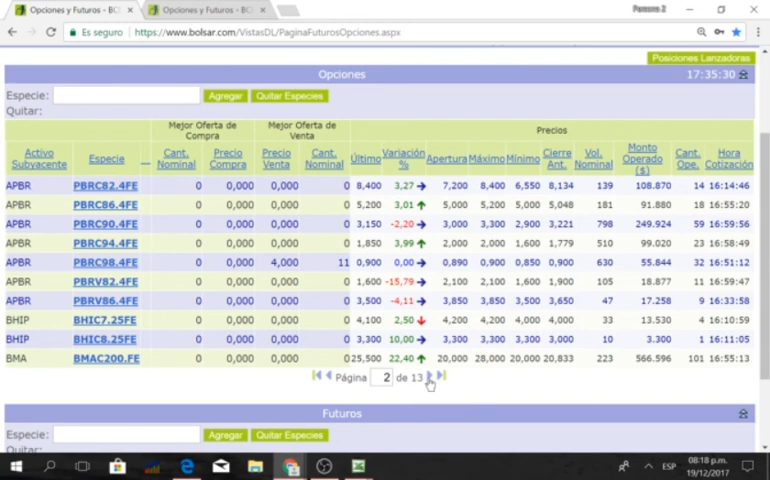 Opciones y Futuros - BC
Opciones y Futuros - BC
Persona 2
Es seguro
https://www.bolsar.com/VistasDL/PaginaFuturosOpciones.aspx
Posiciones Lanzadoras
Opciones 17:35:30
Especie: Agregar Quitar Especies
Quitar:
Mejor Oferta de Compra Mejor Oferta de Venta Precios
Activo Subyacente Especie Cant. Nominal Precio Compra Precio Venta Cant. Nominal Último Variación % Apertura Máximo Mínimo Cierre Ant. Vol. Nominal Monto Operado ($) Cant. Ope. Hora Cotización
APBR PBRC82.4FE 0 0,000 0,000 0 8,400 3,27 7,200 8,400 6,550 8,134 139 108.870 14 16:14:46
APBR PBRC86.4FE 0 0,000 0,000 0 5,200 3,01 5,000 5,200 5,000 5,048 181 91.880 18 16:55:20
APBR PBRC90.4FE 0 0,000 0,000 0 3,150 -2,20 3,000 3,300 2,900 3,221 798 249.924 59 16:59:56
APBR PBRC94.4FE 0 0,000 0,000 0 1,850 3,99 2,000 2,000 1,600 1,779 510 99.020 23 16:58:49
APBR PBRC98.4FE 0 0,000 4,000 11 0,900 0,00 0,890 0,900 0,850 0,900 630 55.844 32 16:51:12
APBR PBRV82.4FE 0 0,000 0,000 0 1,600 -15,79 2,100 2,100 1,600 1,900 105 18.877 11 16:59:47
APBR PBRV86.4FE 0 0,000 0,000 0 3,500 -4,11 3,850 3,850 3,500 3,650 47 17.258 9 16:33:58
BHIP BHIC7.25FE 0 0,000 0,000 0 4,100 2,50 4,200 4,200 4,000 4,000 33 13.530 4 16:10:59
BHIP BHIC8.25FE 0 0,000 0,000 0 3,300 10,00 3,300 3,300 3,300 3,000 10 3.300 1 16:11:05
BMA BMAC200.FE 0 0,000 0,000 0 25,500 22,40 20,000 28,000 20,000 20,833 223 566.596 101 16:55:13
Página 2 de 13
Futuros
Especie: Agregar Quitar Especies
Quitar:
ESP
08:18 p.m.
19/12/2017